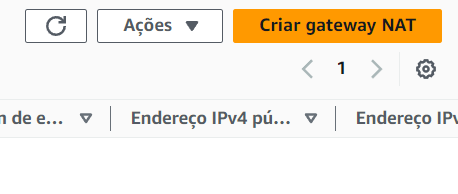 Ações Criar gateway NAT
1
de e... Endereço IPv4 pú... Endereço IPv